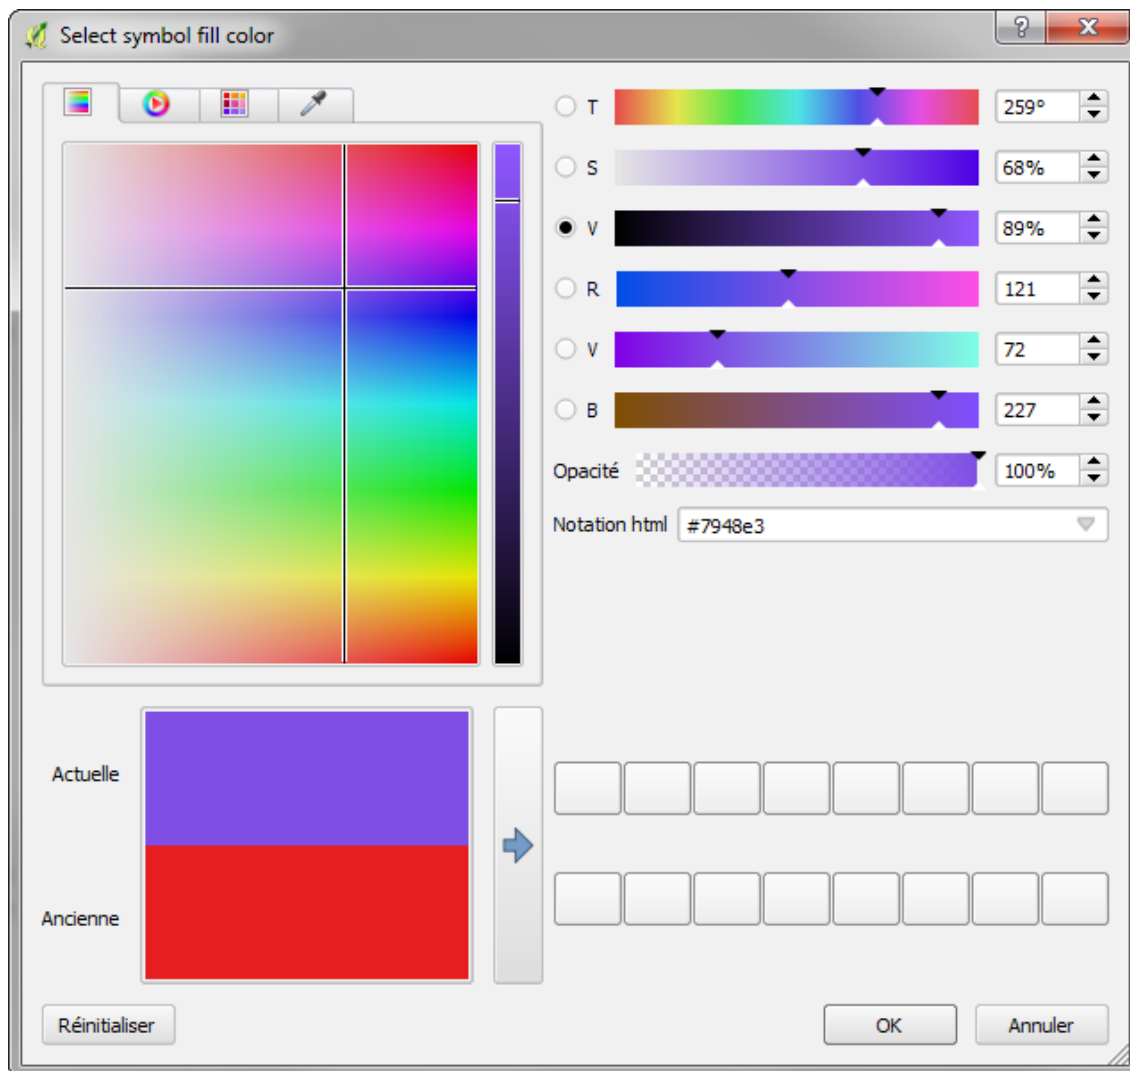 Select symbol fill color
T 259°
S 68%
V 89%
R 121
V 72
B 227
Opacité 100%
Notation html #7948e3
Actuelle
Ancienne
Réinitialiser OK Annuler